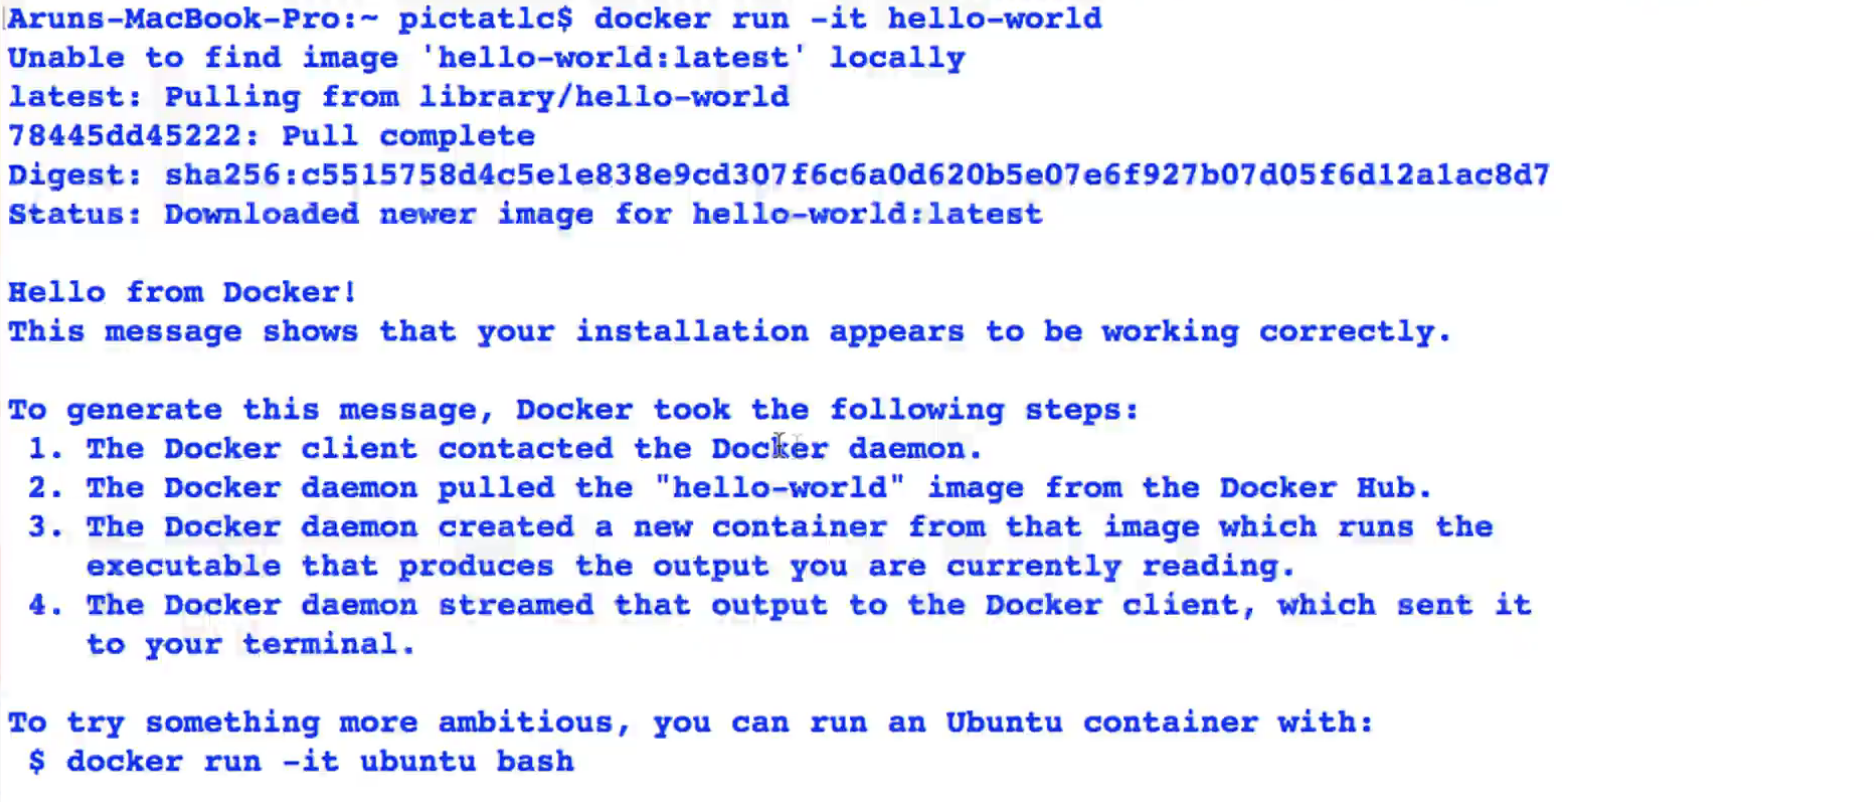 Aruns-MacBook-Pro:~ pictatlc$ docker run -it hello-world
Unable to find image 'hello-world:latest' locally
latest: Pulling from library/hello-world
78445dd45222: Pull complete
Digest: sha256:c5515758d4c5e1e838e9cd307f6c6a0d620b5e07e6f927b07d05f6d12a1ac8d7
Status: Downloaded newer image for hello-world:latest
Hello from Docker!
This message shows that your installation appears to be working correctly.
To generate this message, Docker took the following steps:
1. The Docker client contacted the Docker daemon.
2. The Docker daemon pulled the "hello-world" image from the Docker Hub.
3. The Docker daemon created a new container from that image which runs the
executable that produces the output you are currently reading.
4. The Docker daemon streamed that output to the Docker client, which sent it
to your terminal.
To try something more ambitious, you can run an Ubuntu container with:
$ docker run -it ubuntu bash